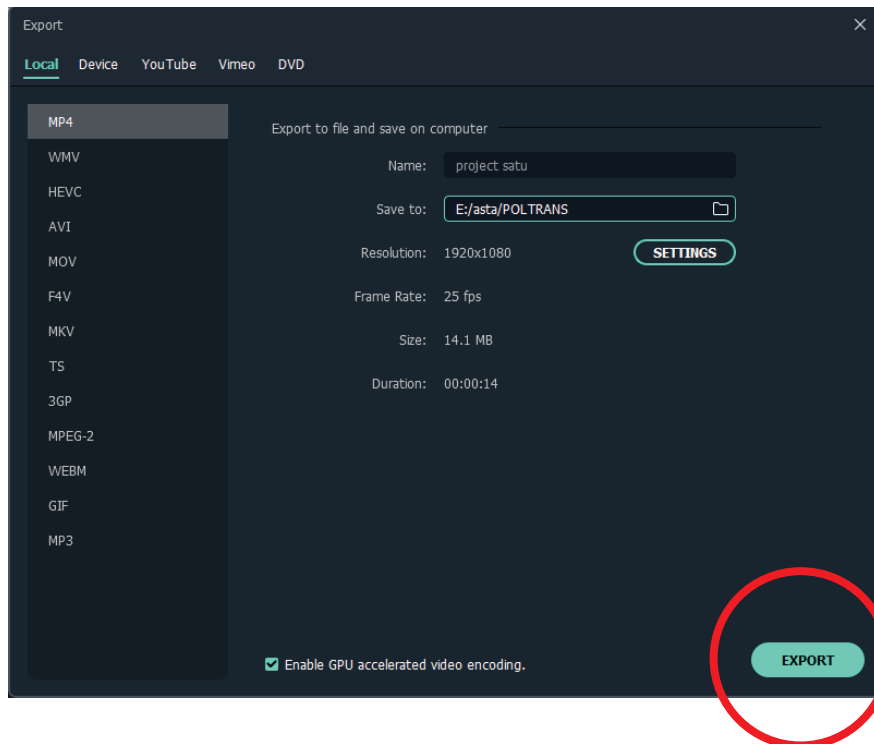 Export
Local Device YouTube Vimeo DVD
MP4
WMV
HEVC
AVI
MOV
F4V
MKV
TS
3GP
MPEG-2
WEBM
GIF
MP3
Export to file and save on computer
Name: project satu
Save to: E:/asta/POLTRANS
Resolution: 1920x1080 SETTINGS
Frame Rate: 25 fps
Size: 14.1 MB
Duration: 00:00:14
Enable GPU accelerated video encoding.
EXPORT